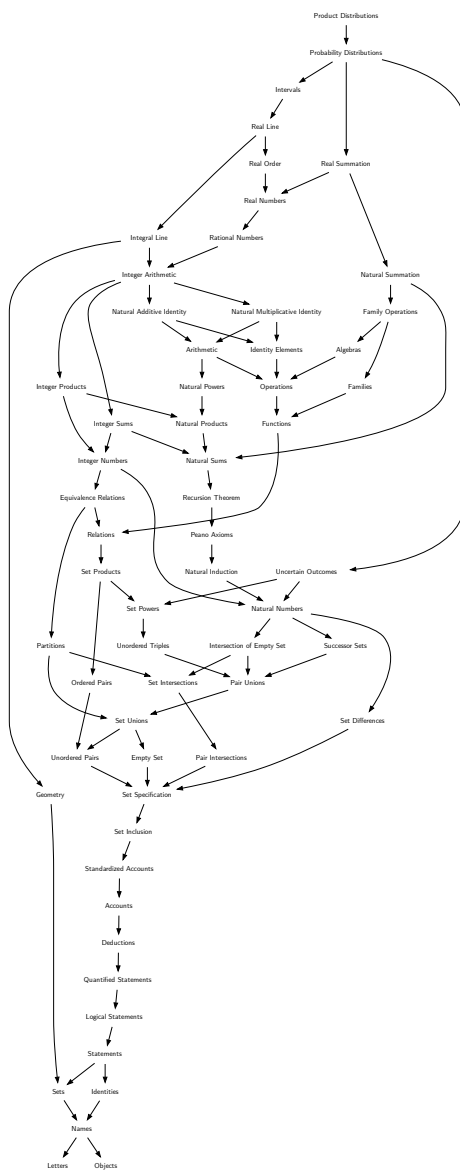 Product Distributions
Probability Distributions
Intervals
Real Line
Real Order
Real Summation
Real Numbers
Integral Line
Rational Numbers
Integer Arithmetic
Natural Summation
Natural Additive Identity
Natural Multiplicative Identity
Family Operations
Arithmetic
Identity Elements
Algebras
Integer Products
Natural Powers
Operations
Families
Integer Sums
Natural Products
Functions
Integer Numbers
Natural Sums
Equivalence Relations
Recursion Theorem
Relations
Peano Axioms
Set Products
Natural Induction
Uncertain Outcomes
Set Powers
Natural Numbers
Partitions
Unordered Triples
Intersection of Empty Set
Successor Sets
Ordered Pairs
Set Intersections
Pair Unions
Set Unions
Set Differences
Unordered Pairs
Empty Set
Pair Intersections
Geometry
Set Specification
Set Inclusion
Standardized Accounts
Accounts
Deductions
Quantified Statements
Logical Statements
Statements
Sets
Identities
Names
Letters
Objects